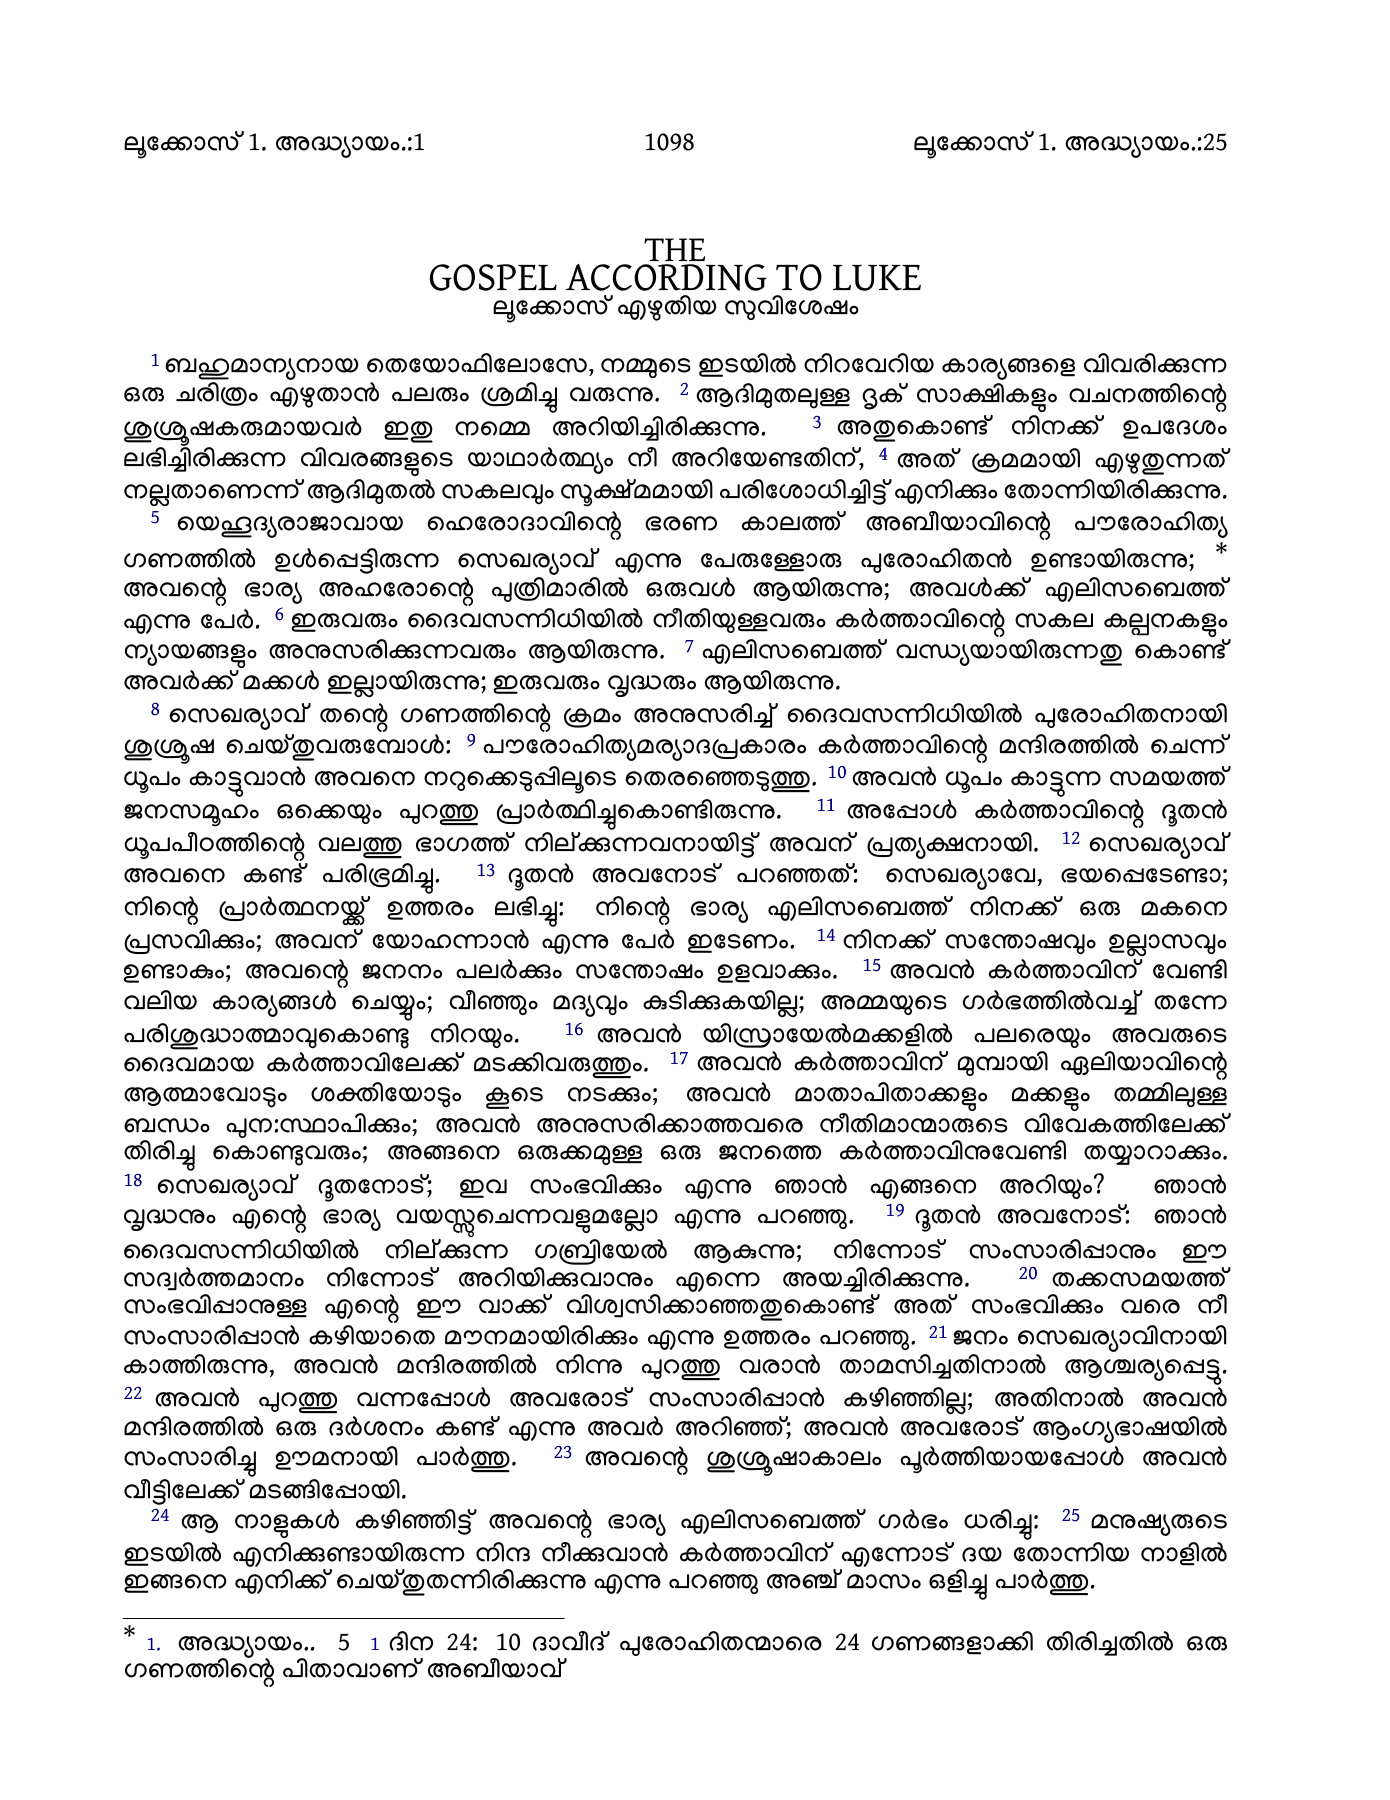 ലൂക്കോസ് 1. അദ്ധ്യായം.:1 1098 ലൂക്കോസ് 1. അദ്ധ്യായം.:25
THE
GOSPEL ACCORDING TO LUKE
ലൂക്കോസ് എഴുതിയ സുവിശേഷം
1 ബഹുമാന്യനായ തെയോഫിലോസേ, നമ്മുടെ ഇടയിൽ നിറവേറിയ കാര്യങ്ങളെ വിവരിക്കുന്ന
ഒരു ചരിത്രം എഴുതാൻ പലരും ശ്രമിച്ചു വരുന്നു. 2 ആദിമുതലുള്ള ദൃക് സാക്ഷികളും വചനത്തിന്റെ
ശുശ്രൂഷകരുമായവർ ഇതു നമ്മെ അറിയിച്ചിരിക്കുന്നു. 3 അതുകൊണ്ട് നിനക്ക് ഉപദേശം
ലഭിച്ചിരിക്കുന്ന വിവരങ്ങളുടെ യാഥാർത്ഥ്യം നീ അറിയേണ്ടതിന്, 4 അത് ക്രമമായി എഴുതുന്നത്
നല്ലതാണെന്ന് ആദിമുതൽ സകലവും സൂക്ഷ്മമായി പരിശോധിച്ചിട്ട് എനിക്കും തോന്നിയിരിക്കുന്നു.
5 യെഹൂദ്യരാജാവായ ഹെരോദാവിന്റെ ഭരണ കാലത്ത് അബീയാവിന്റെ പൗരോഹിത്യ
ഗണത്തിൽ ഉൾപ്പെട്ടിരുന്ന സെഖര്യാവ് എന്നു പേരുള്ളോരു പുരോഹിതൻ ഉണ്ടായിരുന്നു; *
അവന്റെ ഭാര്യ അഹരോന്റെ പുത്രിമാരിൽ ഒരുവൾ ആയിരുന്നു; അവൾക്ക് എലിസബെത്ത്
എന്നു പേർ. 6 ഇരുവരും ദൈവസന്നിധിയിൽ നീതിയുള്ളവരും കർത്താവിന്റെ സകല കല്പനകളും
ന്യായങ്ങളും അനുസരിക്കുന്നവരും ആയിരുന്നു. 7 എലിസബെത്ത് വന്ധ്യയായിരുന്നതു കൊണ്ട്
അവർക്ക് മക്കൾ ഇല്ലായിരുന്നു; ഇരുവരും വൃദ്ധരും ആയിരുന്നു.
8 സെഖര്യാവ് തന്റെ ഗണത്തിന്റെ ക്രമം അനുസരിച്ച് ദൈവസന്നിധിയിൽ പുരോഹിതനായി
ശുശ്രൂഷ ചെയ്തുവരുമ്പോൾ: 9 പൗരോഹിത്യമര്യാദപ്രകാരം കർത്താവിന്റെ മന്ദിരത്തിൽ ചെന്ന്
ധൂപം കാട്ടുവാൻ അവനെ നറുക്കെടുപ്പിലൂടെ തെരഞ്ഞെടുത്തു. 10 അവൻ ധൂപം കാട്ടുന്ന സമയത്ത്
ജനസമൂഹം ഒക്കെയും പുറത്തു പ്രാർത്ഥിച്ചുകൊണ്ടിരുന്നു. 11 അപ്പോൾ കർത്താവിന്റെ ദൂതൻ
ധൂപപീഠത്തിന്റെ വലത്തു ഭാഗത്ത് നില്ക്കുന്നവനായിട്ട് അവന് പ്രത്യക്ഷനായി. 12 സെഖര്യാവ്
അവനെ കണ്ട് പരിഭ്രമിച്ചു. 13 ദൂതൻ അവനോട് പറഞ്ഞത്: സെഖര്യാവേ, ഭയപ്പെടേണ്ടാ;
നിന്റെ പ്രാർത്ഥനയ്ക്ക് ഉത്തരം ലഭിച്ചു: നിന്റെ ഭാര്യ എലിസബെത്ത് നിനക്ക് ഒരു മകനെ
പ്രസവിക്കും; അവന് യോഹന്നാൻ എന്നു പേർ ഇടേണം. 14 നിനക്ക് സന്തോഷവും ഉല്ലാസവും
ഉണ്ടാകും; അവന്റെ ജനനം പലർക്കും സന്തോഷം ഉളവാക്കും. 15 അവൻ കർത്താവിന് വേണ്ടി
വലിയ കാര്യങ്ങൾ ചെയ്യും; വീഞ്ഞും മദ്യവും കുടിക്കുകയില്ല; അമ്മയുടെ ഗർഭത്തിൽവച്ച് തന്നേ
പരിശുദ്ധാത്മാവുകൊണ്ടു നിറയും. 16 അവൻ യിസ്രായേൽമക്കളിൽ പലരെയും അവരുടെ
ദൈവമായ കർത്താവിലേക്ക് മടക്കിവരുത്തും. 17 അവൻ കർത്താവിന് മുമ്പായി ഏലിയാവിന്റെ
ആത്മാവോടും ശക്തിയോടും കൂടെ നടക്കും; അവൻ മാതാപിതാക്കളും മക്കളും തമ്മിലുള്ള
ബന്ധം പുന:സ്ഥാപിക്കും; അവൻ അനുസരിക്കാത്തവരെ നീതിമാന്മാരുടെ വിവേകത്തിലേക്ക്
തിരിച്ചു കൊണ്ടുവരും; അങ്ങനെ ഒരുക്കമുള്ള ഒരു ജനത്തെ കർത്താവിനുവേണ്ടി തയ്യാറാക്കും.
18 സെഖര്യാവ് ദൂതനോട്; ഇവ സംഭവിക്കും എന്നു ഞാൻ എങ്ങനെ അറിയും? ഞാൻ
വൃദ്ധനും എന്റെ ഭാര്യ വയസ്സുചെന്നവളുമല്ലോ എന്നു പറഞ്ഞു. 19 ദൂതൻ അവനോട്: ഞാൻ
ദൈവസന്നിധിയിൽ നില്ക്കുന്ന ഗബ്രിയേൽ ആകുന്നു; നിന്നോട് സംസാരിപ്പാനും ഈ
സദ്വർത്തമാനം നിന്നോട് അറിയിക്കുവാനും എന്നെ അയച്ചിരിക്കുന്നു. 20 തക്കസമയത്ത്
സംഭവിപ്പാനുള്ള എന്റെ ഈ വാക്ക് വിശ്വസിക്കാഞ്ഞതുകൊണ്ട് അത് സംഭവിക്കും വരെ നീ
സംസാരിപ്പാൻ കഴിയാതെ മൗനമായിരിക്കും എന്നു ഉത്തരം പറഞ്ഞു. 21 ജനം സെഖര്യാവിനായി
കാത്തിരുന്നു, അവൻ മന്ദിരത്തിൽ നിന്നു പുറത്തു വരാൻ താമസിച്ചതിനാൽ ആശ്ചര്യപ്പെട്ടു.
22 അവൻ പുറത്തു വന്നപ്പോൾ അവരോട് സംസാരിപ്പാൻ കഴിഞ്ഞില്ല; അതിനാൽ അവൻ
മന്ദിരത്തിൽ ഒരു ദർശനം കണ്ട് എന്നു അവർ അറിഞ്ഞ്; അവൻ അവരോട് ആംഗ്യഭാഷയിൽ
സംസാരിച്ചു ഊമനായി പാർത്തു. 23 അവന്റെ ശുശ്രൂഷാകാലം പൂർത്തിയായപ്പോൾ അവൻ
വീട്ടിലേക്ക് മടങ്ങിപ്പോയി.
24 ആ നാളുകൾ കഴിഞ്ഞിട്ട് അവന്റെ ഭാര്യ എലിസബെത്ത് ഗർഭം ധരിച്ചു: 25 മനുഷ്യരുടെ
ഇടയിൽ എനിക്കുണ്ടായിരുന്ന നിന്ദ നീക്കുവാൻ കർത്താവിന് എന്നോട് ദയ തോന്നിയ നാളിൽ
ഇങ്ങനെ എനിക്ക് ചെയ്തുതന്നിരിക്കുന്നു എന്നു പറഞ്ഞു അഞ്ച് മാസം ഒളിച്ചു പാർത്തു.
* 1. അദ്ധ്യായം.. 5 1 ദിന 24: 10 ദാവീദ് പുരോഹിതന്മാരെ 24 ഗണങ്ങളാക്കി തിരിച്ചതിൽ ഒരു
ഗണത്തിന്റെ പിതാവാണ് അബീയാവ്